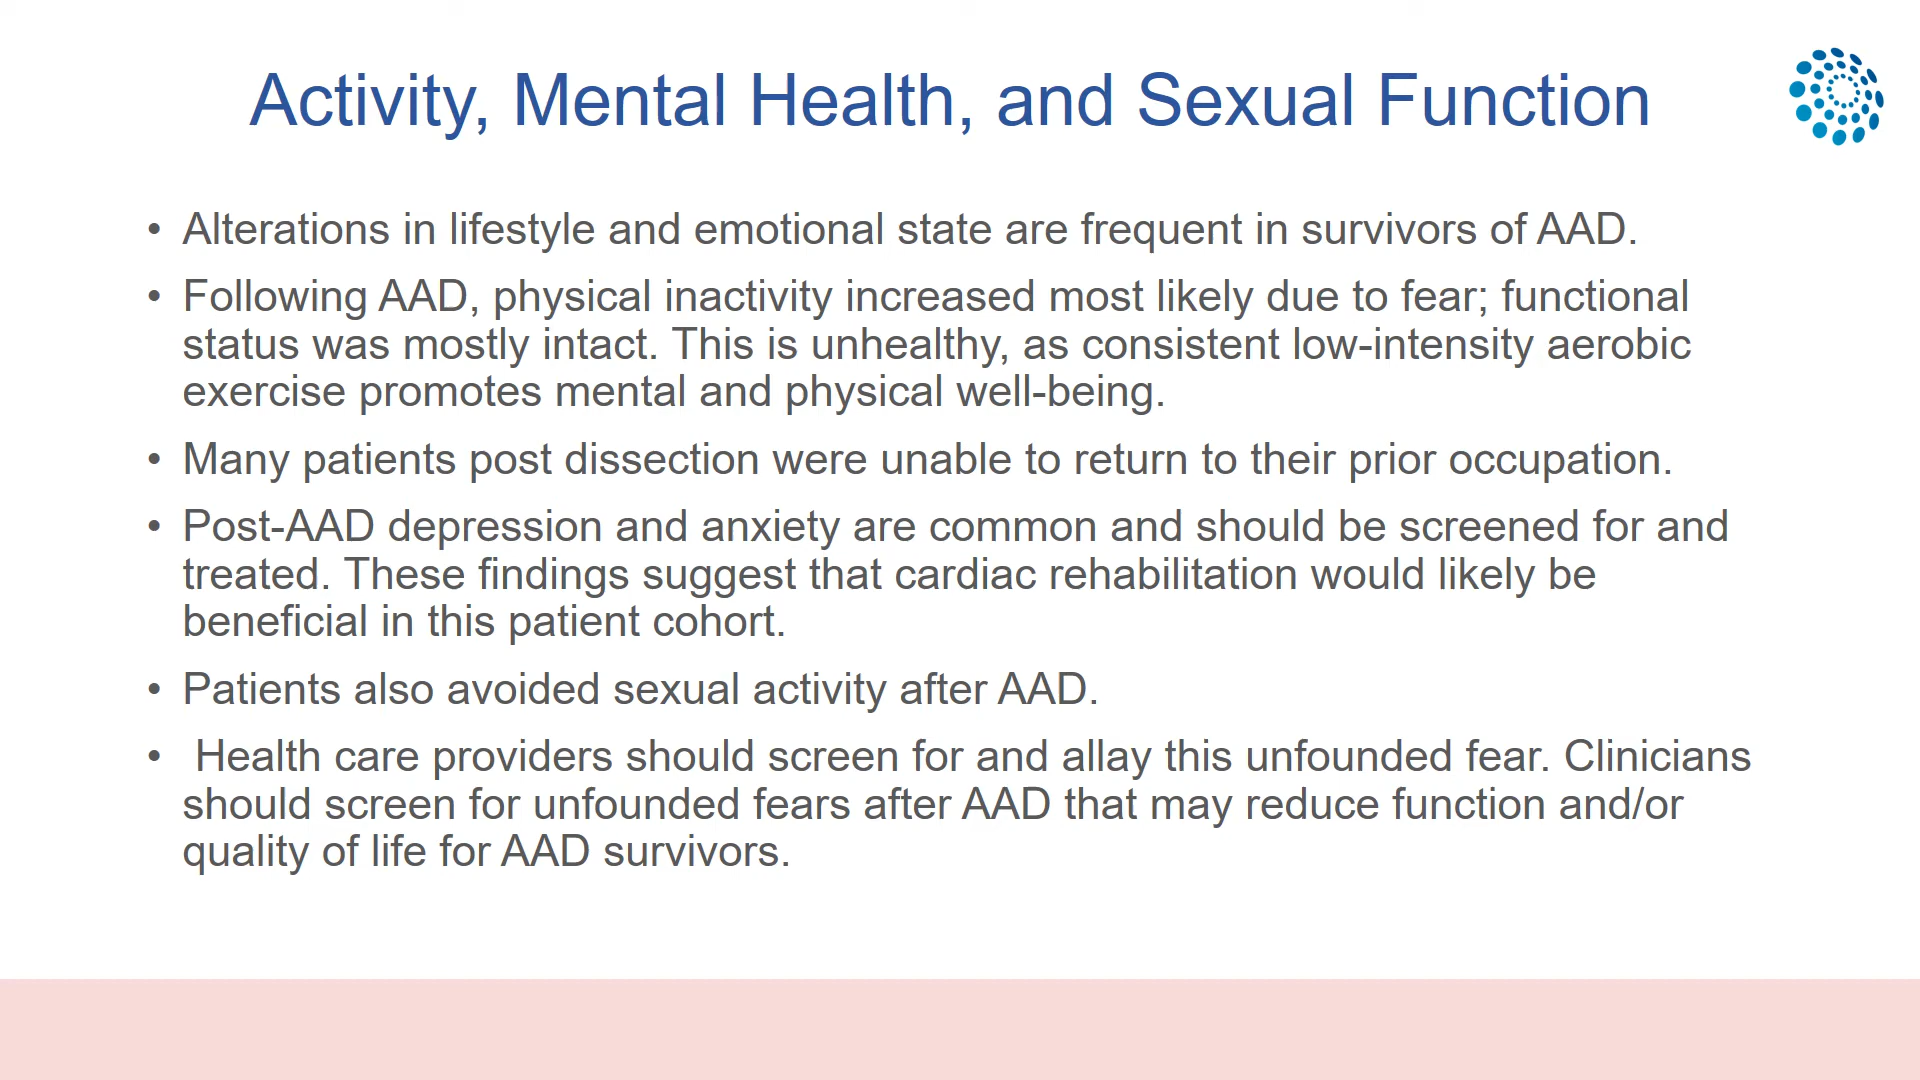 Activity, Mental Health, and Sexual Function
• Alterations in lifestyle and emotional state are frequent in survivors of AAD.
• Following AAD, physical inactivity increased most likely due to fear; functional
status was mostly intact. This is unhealthy, as consistent low-intensity aerobic
exercise promotes mental and physical well-being.
• Many patients post dissection were unable to return to their prior occupation.
• Post-AAD depression and anxiety are common and should be screened for and
treated. These findings suggest that cardiac rehabilitation would likely be
beneficial in this patient cohort.
• Patients also avoided sexual activity after AAD.
• Health care providers should screen for and allay this unfounded fear. Clinicians
should screen for unfounded fears after AAD that may reduce function and/or
quality of life for AAD survivors.